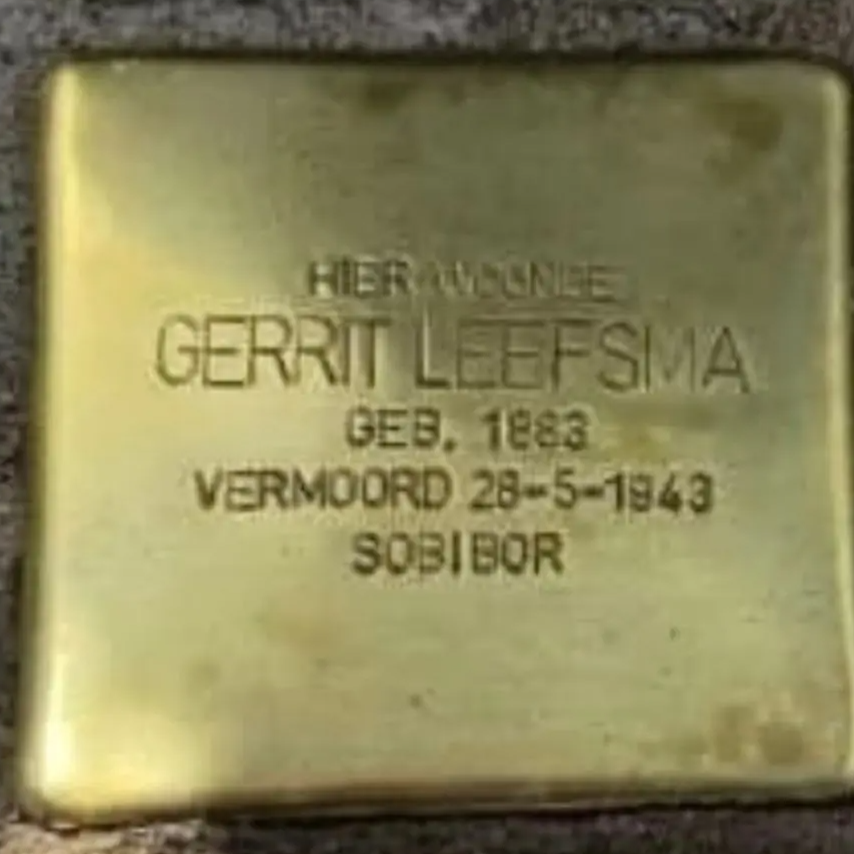 HIER WOONDE
GERRIT LEEFSMA
GEB. 1883
VERMOORD 28-5-1943
SOBIBOR